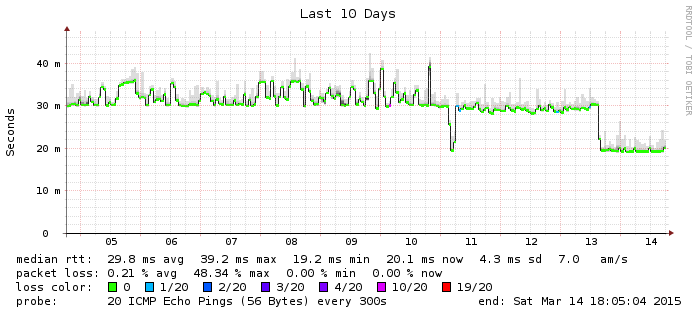 Last 10 Days
RRDTOOL / TOBI OETIKER
Seconds
40 m
30 m
20 m
10 m
0
05 06 07 08 09 10 11 12 13 14
median rtt: 29.8 ms avg 39.2 ms max 19.2 ms min 20.1 ms now 4.3 ms sd 7.0 am/s
packet loss: 0.21 % avg 48.34 % max 0.00 % min 0.00 % now
loss color: 0 1/20 2/20 3/20 4/20 10/20 19/20
probe: 20 ICMP Echo Pings (56 Bytes) every 300s end: Sat Mar 14 18:05:04 2015